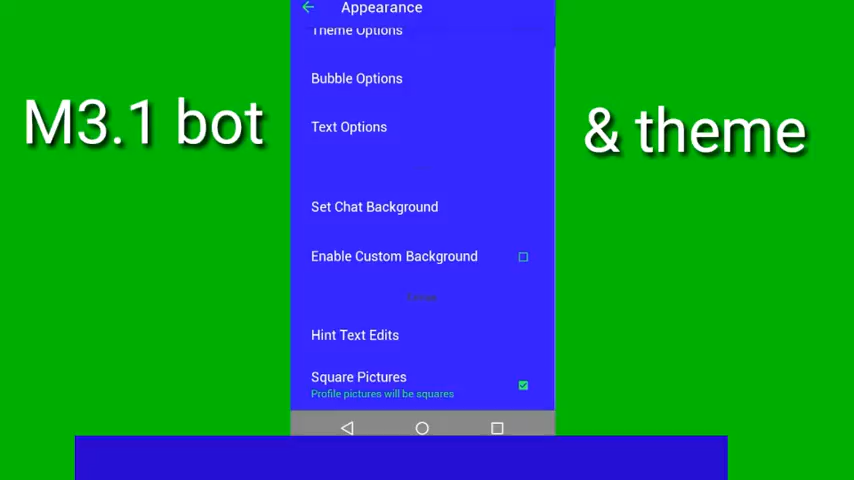 Appearance
Theme Options
Bubble Options
M3.1 bot
& theme
Text Options
Set Chat Background
Enable Custom Background
Hint Text Edits
Square Pictures
Profile pictures will be squares